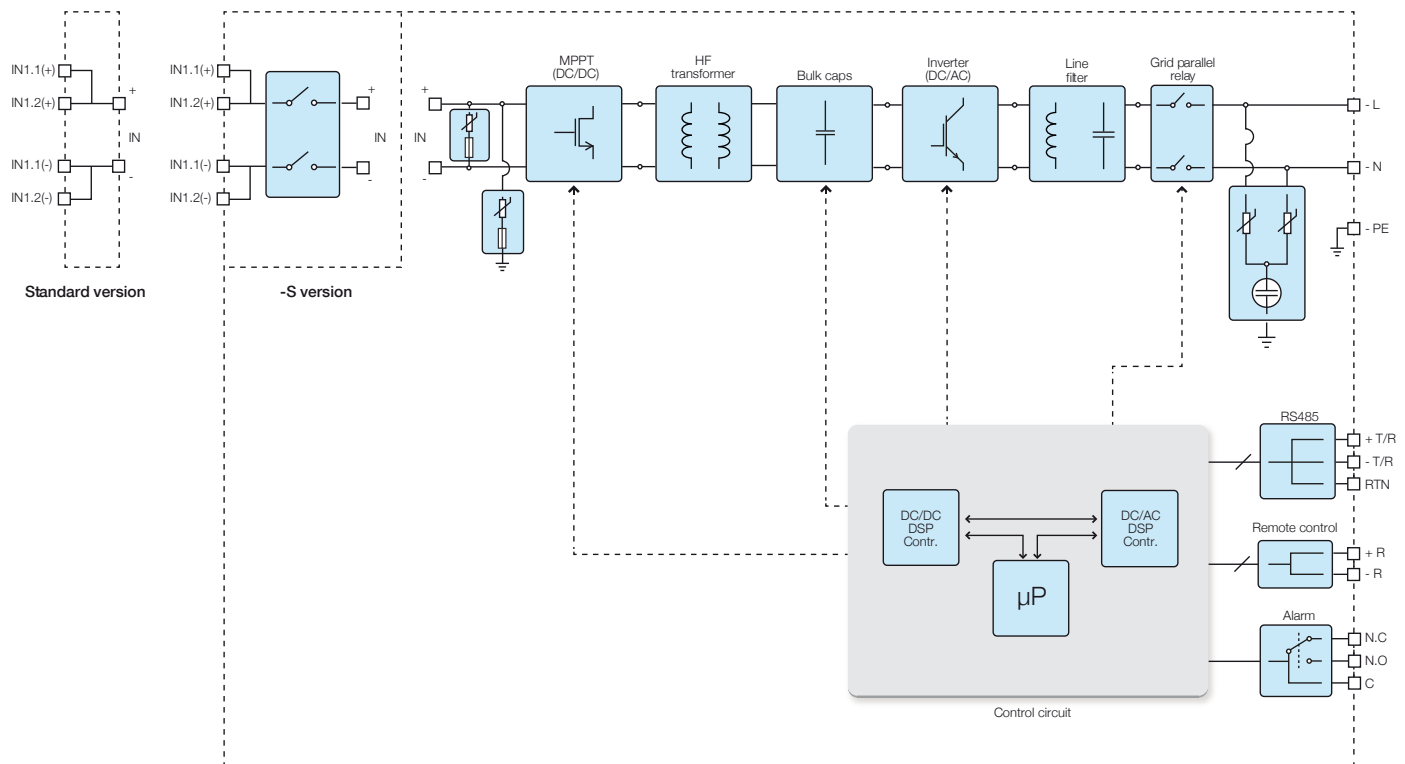 IN1.1(+)
IN1.2(+)
+
IN
IN1.1(-)
-
IN1.2(-)
Standard version
IN1.1(+)
IN1.2(+)
+
IN
IN1.1(-)
-
IN1.2(-)
-S version
+
IN
-
MPPT
(DC/DC)
HF
transformer
Bulk caps
Inverter
(DC/AC)
Line
filter
Grid parallel
relay
- L
- N
- PE
DC/DC
DSP
Contr.
DC/AC
DSP
Contr.
µP
Control circuit
RS485
+ T/R
- T/R
RTN
Remote control
+ R
- R
Alarm
N.C
N.O
C